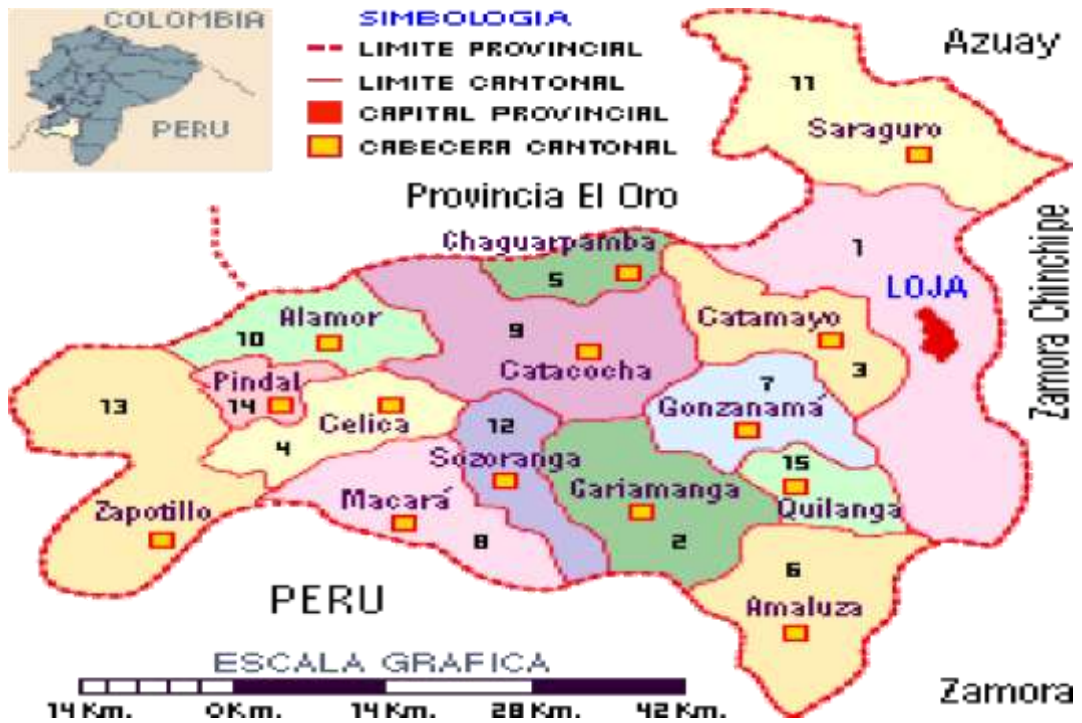 COLOMBIA
PERU
SIMBOLOGIA
LIMITE PROVINCIAL
LIMITE CANTONAL
CAPITAL PROVINCIAL
CABECERA CANTONAL
Azuay
11
Saraguro
Provincia El Oro
Zamora Chinchipe
1
LOJA
Chaguarpamba
5
Catamayo
3
9
Catacocha
10
Alamor
7
Gonzanamá
Pindal
14
13
Celica
4
12
Sozoranga
15
Quilanga
Cariamanga
2
Macará
8
Zapotillo
6
Amaluza
PERU
ESCALA GRAFICA
14 Km. 0Km. 14 Km. 28 Km. 42 Km.
Zamora